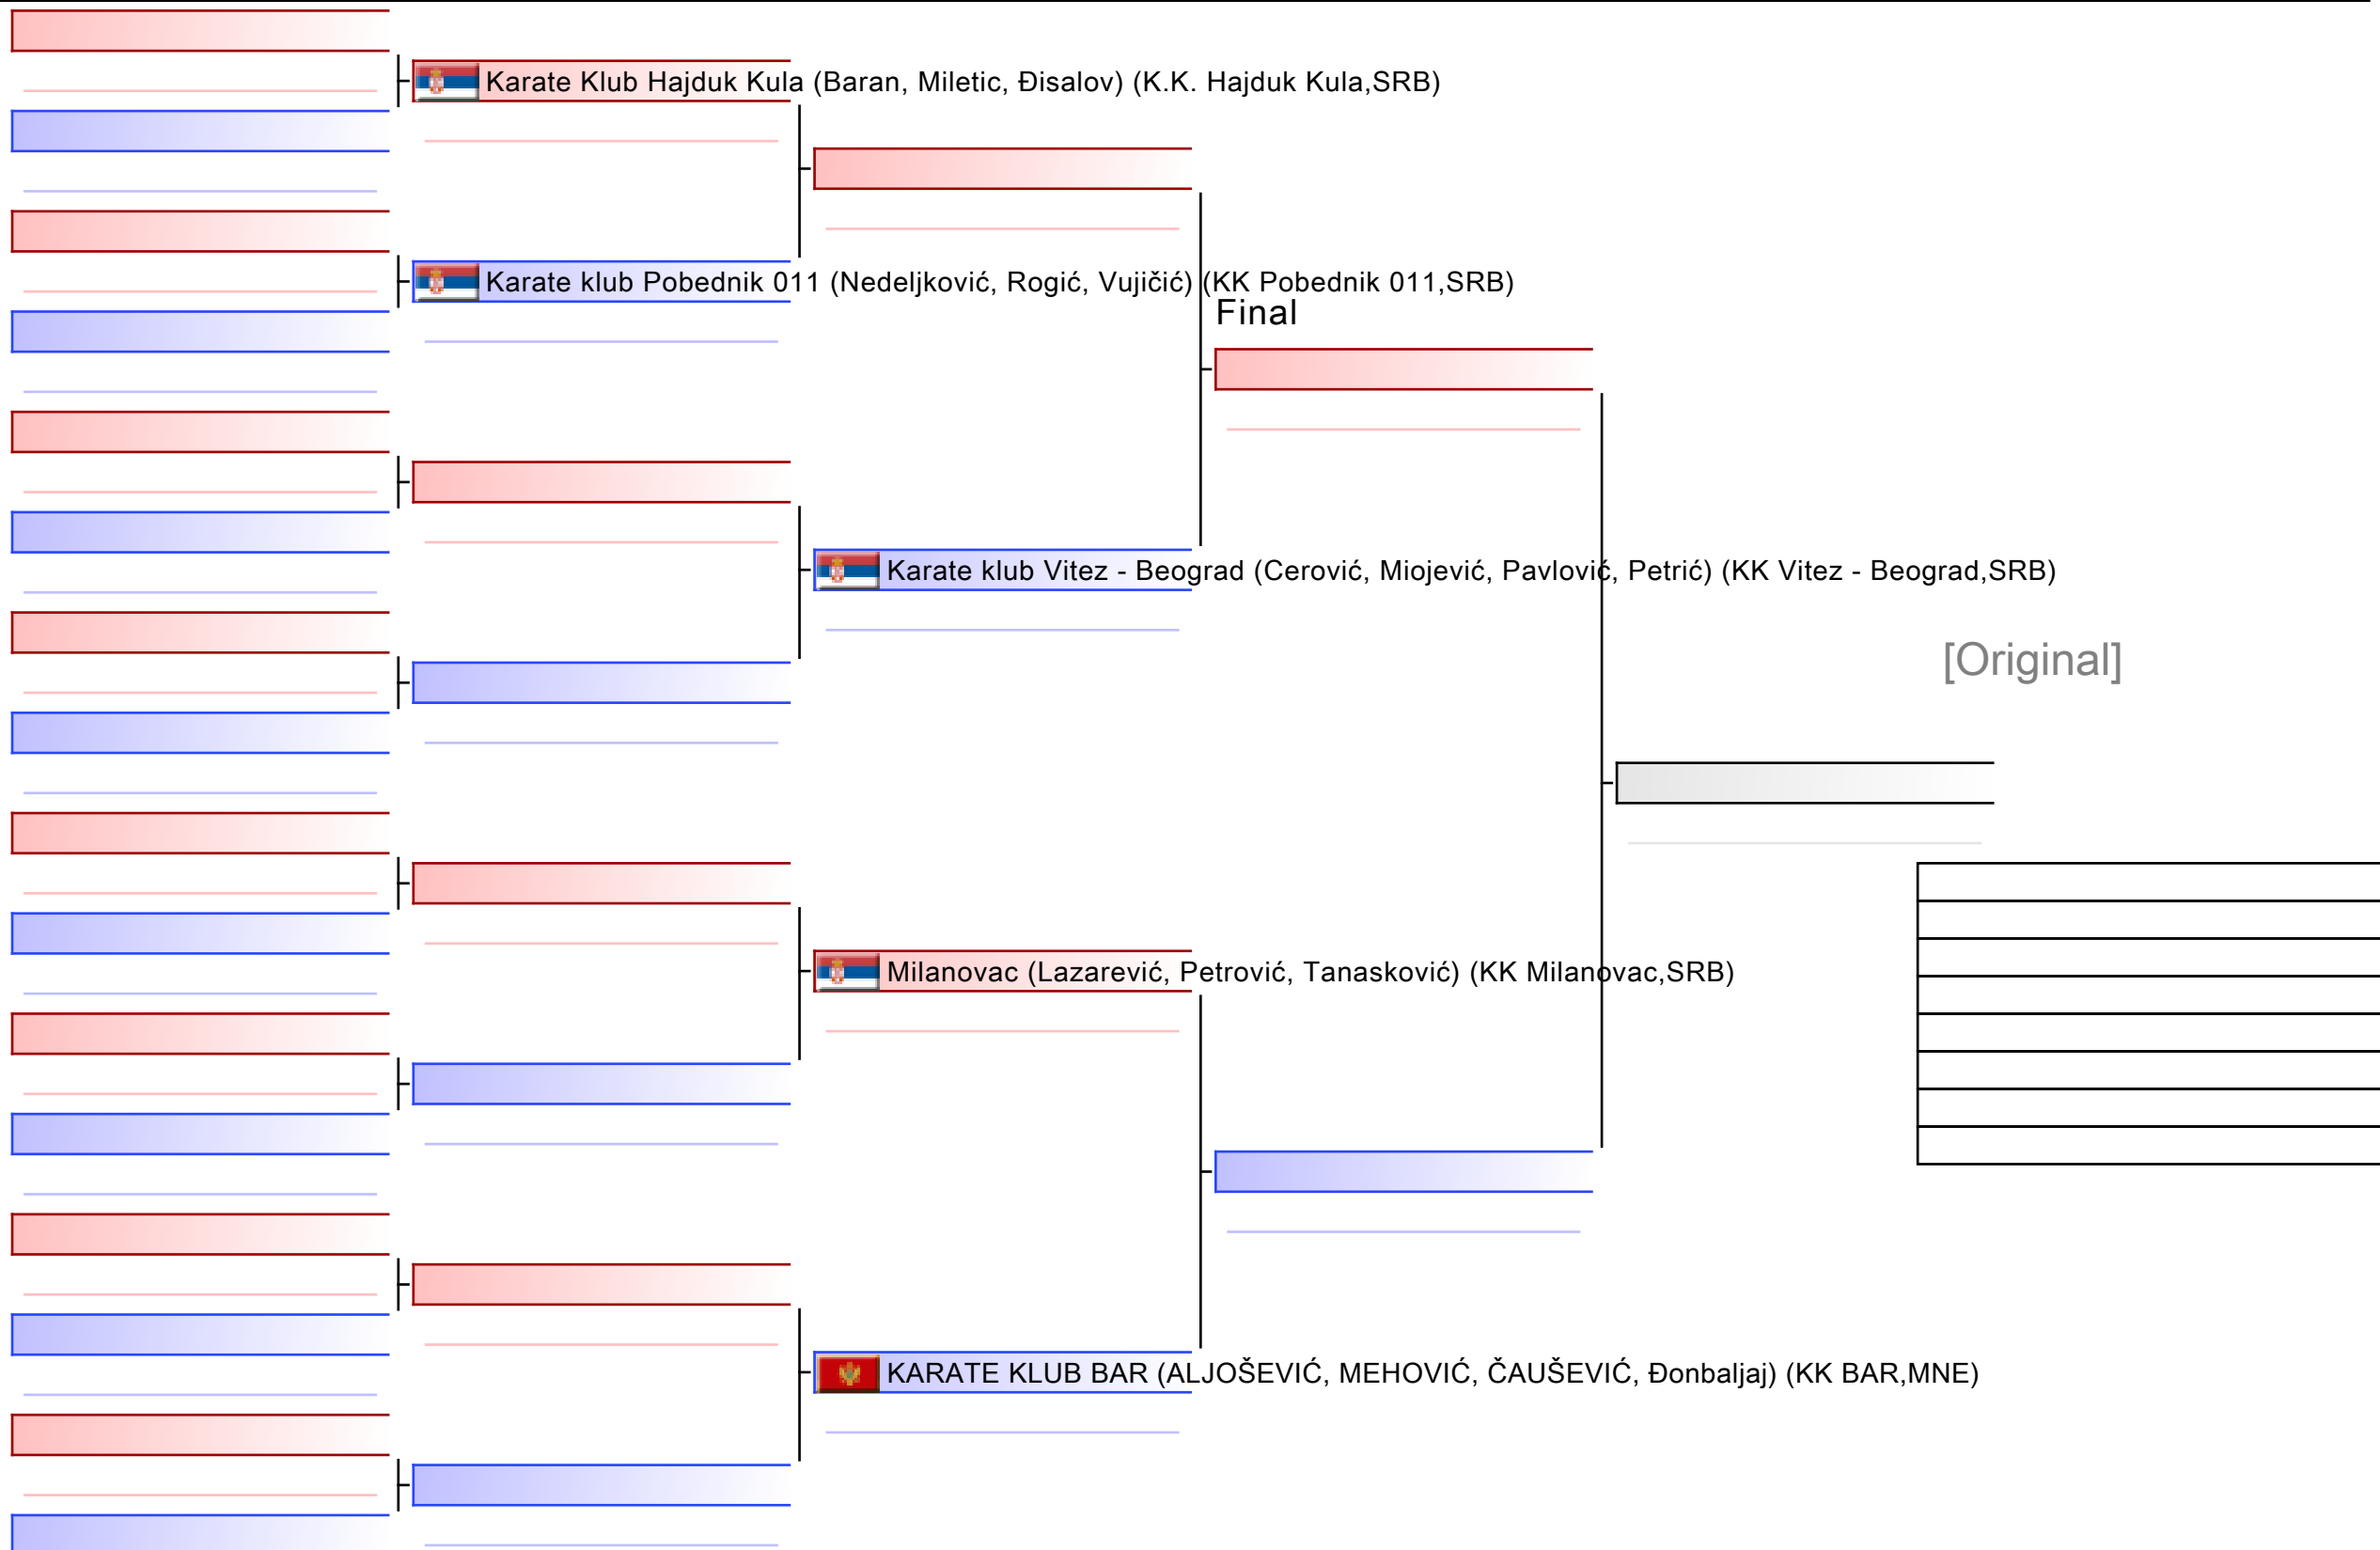 Karate Klub Hajduk Kula (Baran, Miletic, Đisalov) (K.K. Hajduk Kula,SRB)
Karate klub Pobednik 011 (Nedeljković, Rogić, Vujičić) (KK Pobednik 011,SRB)
Final
Karate klub Vitez - Beograd (Cerović, Miojević, Pavlović, Petrić) (KK Vitez - Beograd,SRB)
[Original]
Milanovac (Lazarević, Petrović, Tanasković) (KK Milanovac,SRB)
KARATE KLUB BAR (ALJOŠEVIĆ, MEHOVIĆ, ČAUŠEVIĆ, Đonbaljaj) (KK BAR,MNE)